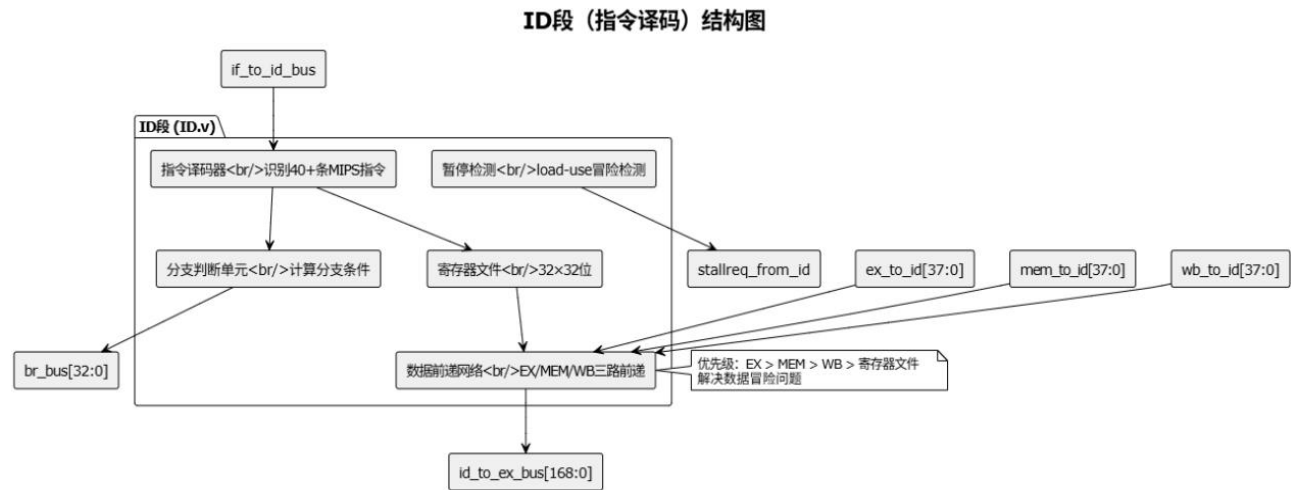 ID段（指令译码）结构图
if_to_id_bus
ID段 (ID.v)
指令译码器<br/>识别40+条MIPS指令
暂停检测<br/>load-use冒险检测
分支判断单元<br/>计算分支条件
寄存器文件<br/>32×32位
stallreq_from_id
ex_to_id[37:0]
mem_to_id[37:0]
wb_to_id[37:0]
br_bus[32:0]
数据前递网络<br/>EX/MEM/WB三路前递
优先级：EX > MEM > WB > 寄存器文件
解决数据冒险问题
id_to_ex_bus[168:0]